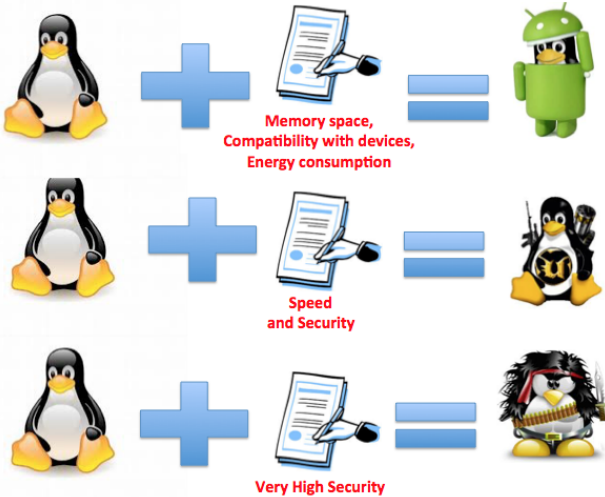 Memory space,
Compatibility with devices,
Energy consumption
Speed
and Security
Very High Security